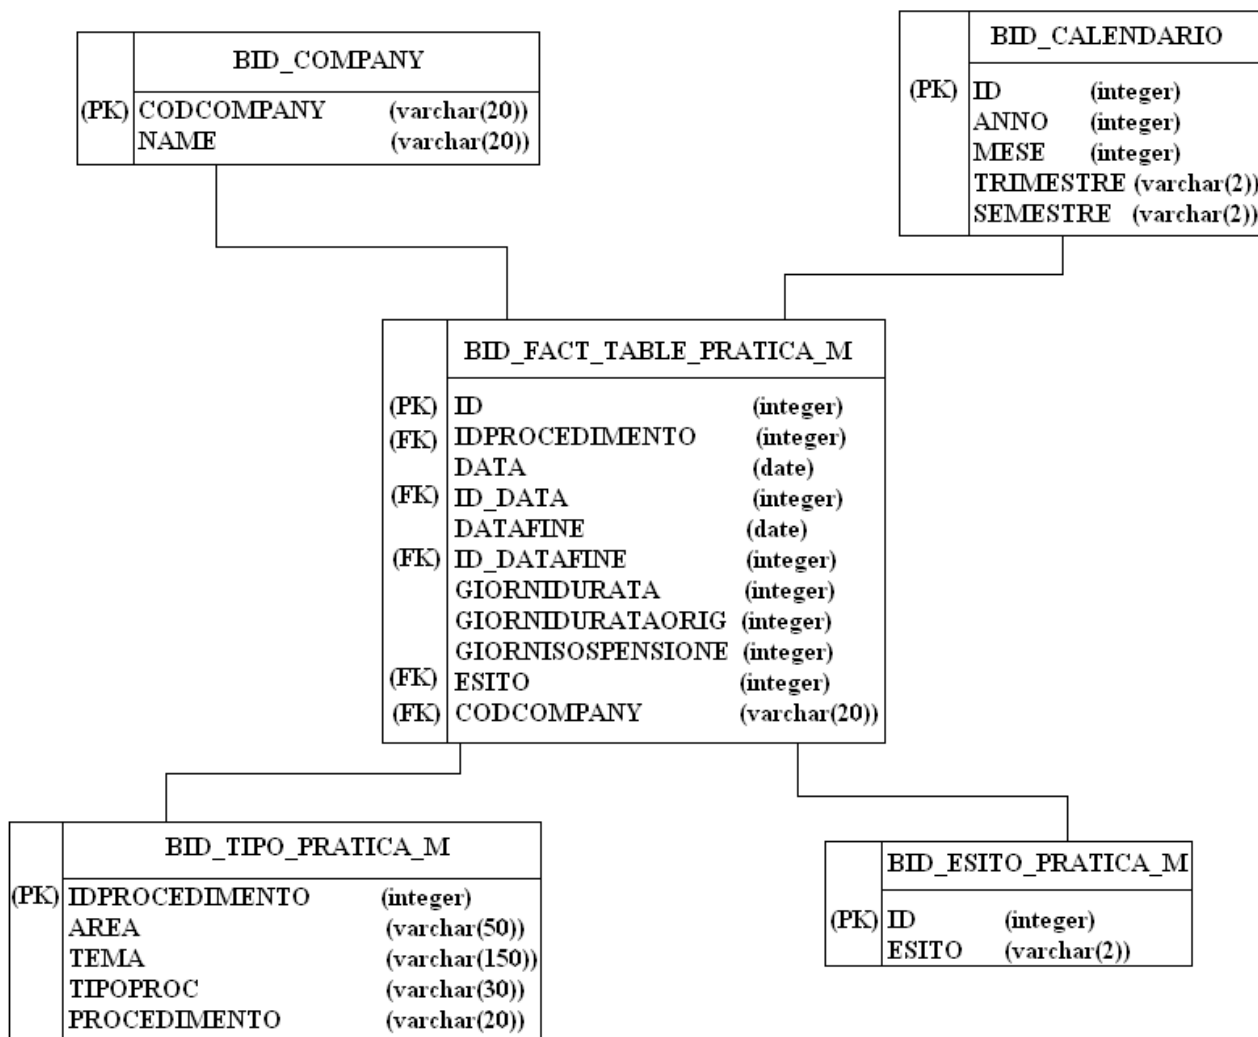 BID_COMPANY
(PK) CODCOMPANY (varchar(20))
NAME (varchar(20))
BID_CALENDARIO
(PK) ID (integer)
ANNO (integer)
MESE (integer)
TRIMESTRE (varchar(2))
SEMESTRE (varchar(2))
BID_FACT_TABLE_PRATICA_M
(PK) ID (integer)
(FK) IDPROCEDIMENTO (integer)
DATA (date)
(FK) ID_DATA (integer)
DATAFINE (date)
(FK) ID_DATAFINE (integer)
GIORNIDURATA (integer)
GIORNIDURATAORIG (integer)
GIORNISOSPENSIONE (integer)
(FK) ESITO (integer)
(FK) CODCOMPANY (varchar(20))
BID_TIPO_PRATICA_M
(PK) IDPROCEDIMENTO (integer)
AREA (varchar(50))
TEMA (varchar(150))
TIPOPROC (varchar(30))
PROCEDIMENTO (varchar(20))
BID_ESITO_PRATICA_M
(PK) ID (integer)
ESITO (varchar(2))